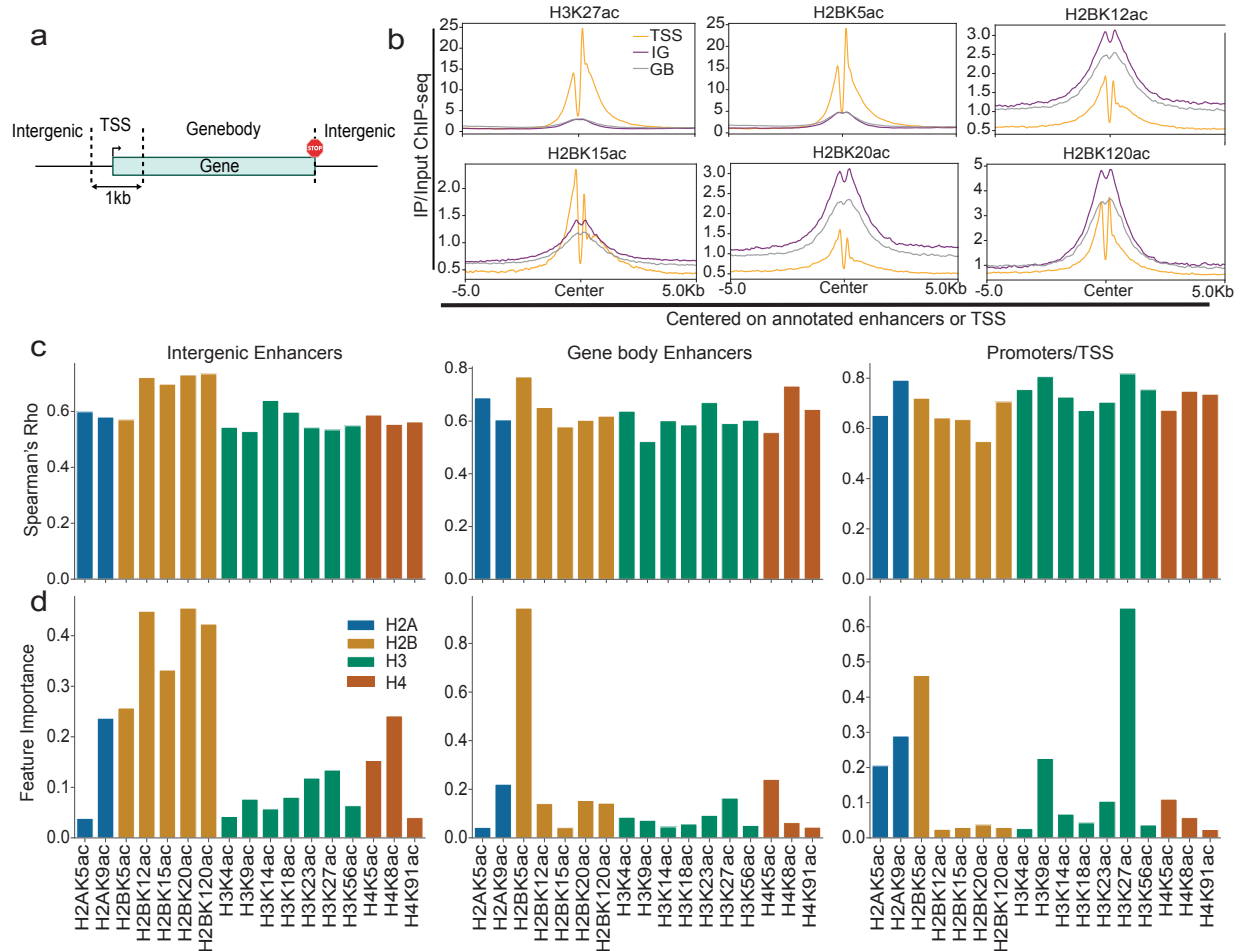 a
Intergenic
TSS
Genebody
Intergenic
STOP
Gene
1kb
b
IP/Input ChIP-seq
H3K27ac
25
20
15
10
5
0
TSS
IG
GB
H2BK5ac
25
20
15
10
5
0
H2BK12ac
3.0
2.5
2.0
1.5
1.0
0.5
H2BK15ac
2.0
1.5
1.0
0.5
-5.0 Center
H2BK20ac
3.0
2.5
2.0
1.5
1.0
0.5
Center 5.0Kb
H2BK120ac
5
4
3
2
1
-5.0 Center 5.0Kb
Centered on annotated enhancers or TSS
c
Intergenic Enhancers
Gene body Enhancers
Promoters/TSS
Spearman's Rho
0.6
0.4
0.2
0.0
0.8
0.6
0.4
0.2
0.0
0.8
0.6
0.4
0.2
0.0
d
Feature Importance
0.4
0.3
0.2
0.1
0.0
H2A
H2B
H3
H4
0.8
0.6
0.4
0.2
0.0
0.6
0.5
0.4
0.3
0.2
0.1
0.0
H2AK5ac
H2AK9ac
H2BK5ac
H2BK12ac
H2BK15ac
H2BK20ac
H2BK120ac
H3K4ac
H3K9ac
H3K14ac
H3K18ac
H3K23ac
H3K27ac
H3K56ac
H4K5ac
H4K8ac
H4K91ac
H2AK5ac
H2AK9ac
H2BK5ac
H2BK12ac
H2BK15ac
H2BK20ac
H2BK120ac
H3K4ac
H3K9ac
H3K14ac
H3K18ac
H3K23ac
H3K27ac
H3K56ac
H4K5ac
H4K8ac
H4K91ac
H2AK5ac
H2AK9ac
H2BK5ac
H2BK12ac
H2BK15ac
H2BK20ac
H2BK120ac
H3K4ac
H3K9ac
H3K14ac
H3K18ac
H3K23ac
H3K27ac
H3K56ac
H4K5ac
H4K8ac
H4K91ac